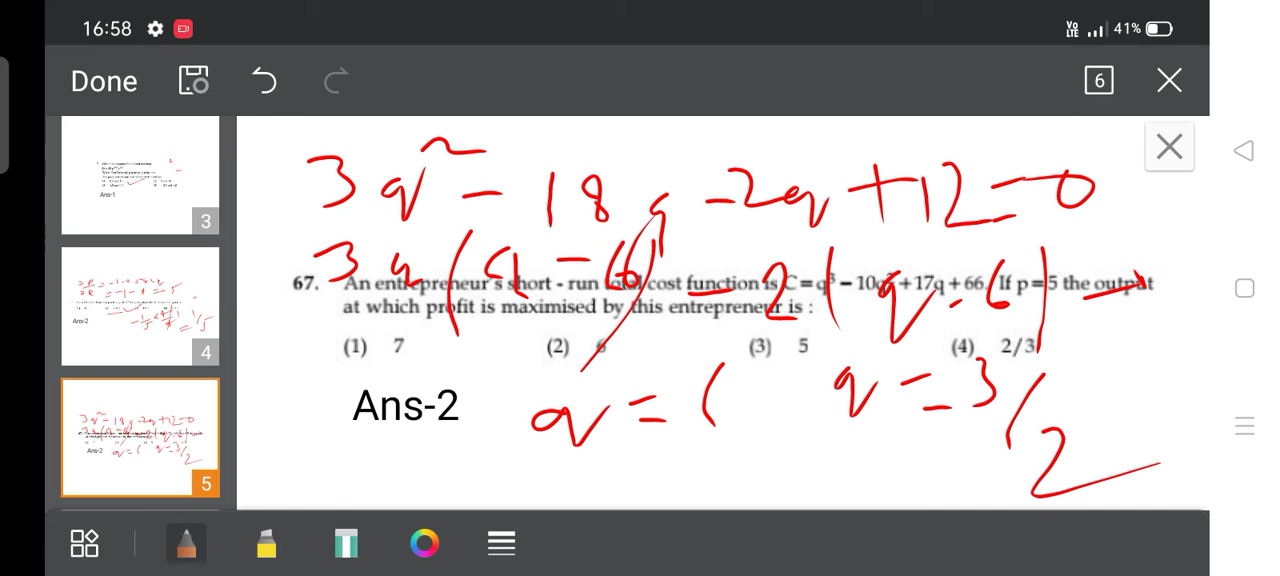 16:58
Vo LTE 41%
Done
6
3q² - 18q - 2q + 12 = 0
3q(q - 6) - 2(q - 6)
67. An entrepreneur's short - run total cost function is C = q³ − 10q² + 17q + 66. If p = 5 the output
at which profit is maximised by this entrepreneur is :
(1) 7 (2) 6 (3) 5 (4) 2/3
Ans-2
q = ( q = 3/2
3
Ans-1
4
Ans-2
5
Ans-2